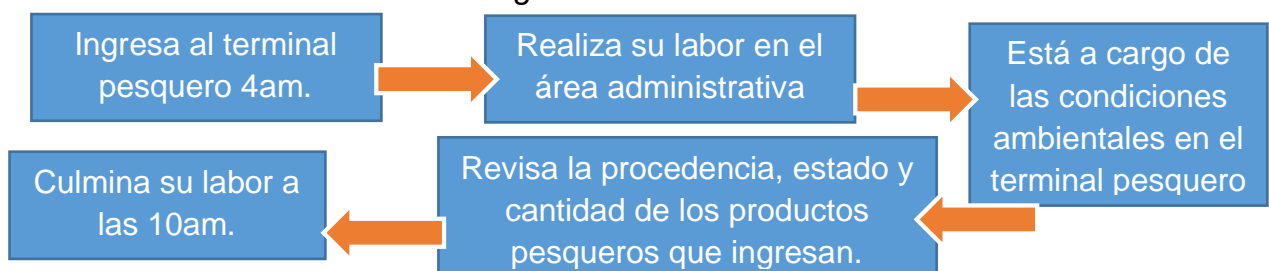 Ingresa al terminal
pesquero 4am.
Realiza su labor en el
área administrativa
Está a cargo de
las condiciones
ambientales en el
terminal pesquero
Revisa la procedencia, estado y
cantidad de los productos
pesqueros que ingresan.
Culmina su labor a
las 10am.